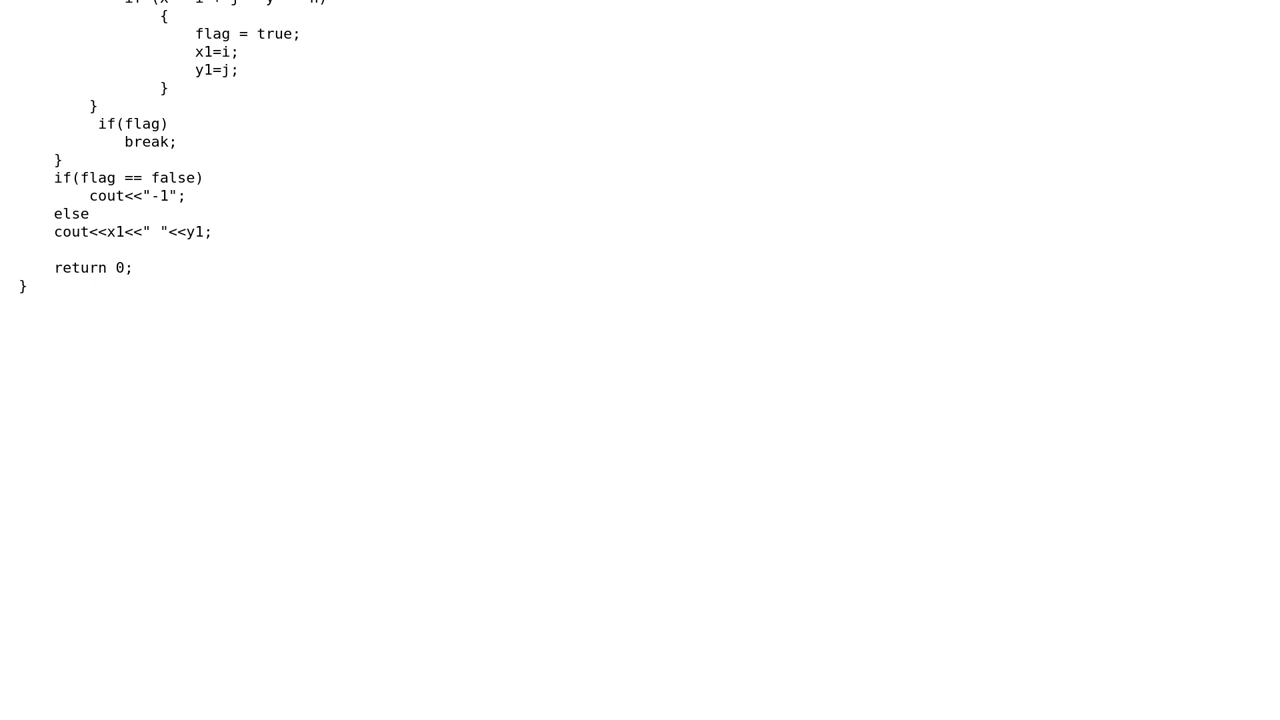 {
flag = true;
x1=i;
y1=j;
}
}
if(flag)
break;
}
if(flag == false)
cout<<"-1";
else
cout<<x1<<" "<<y1;
return 0;
}